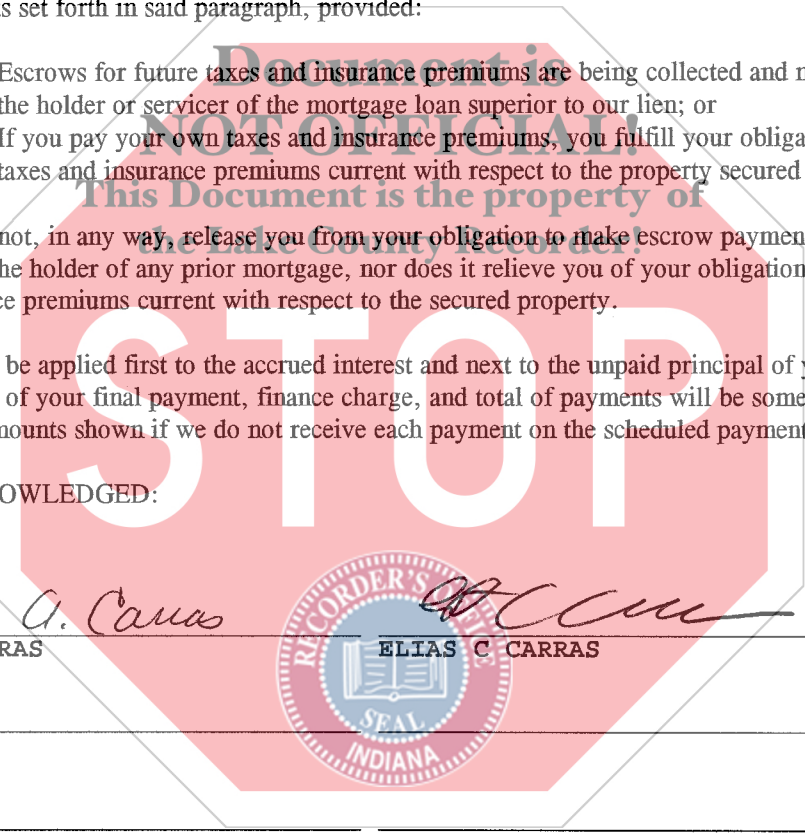 s set forth in said paragraph, provided:
Document is
Escrows for future taxes and insurance premiums are being collected and
the holder or servicer of the mortgage loan superior to our lien; or
NOT OFFICIAL!
If you pay your own taxes and insurance premiums, you fulfill your obliga
taxes and insurance premiums current with respect to the property secured
This Document is the property of
the Lake County Recorder!
not, in any way, release you from your obligation to make escrow paymen
he holder of any prior mortgage, nor does it relieve you of your obligation
ce premiums current with respect to the secured property.
STOP
be applied first to the accrued interest and next to the unpaid principal of
of your final payment, finance charge, and total of payments will be some
mounts shown if we do not receive each payment on the scheduled payment
OWLEDGED:
a. Carras
RAS
ELIAS C CARRAS
RECORDER'S OFFICE
SEAL
INDIANA